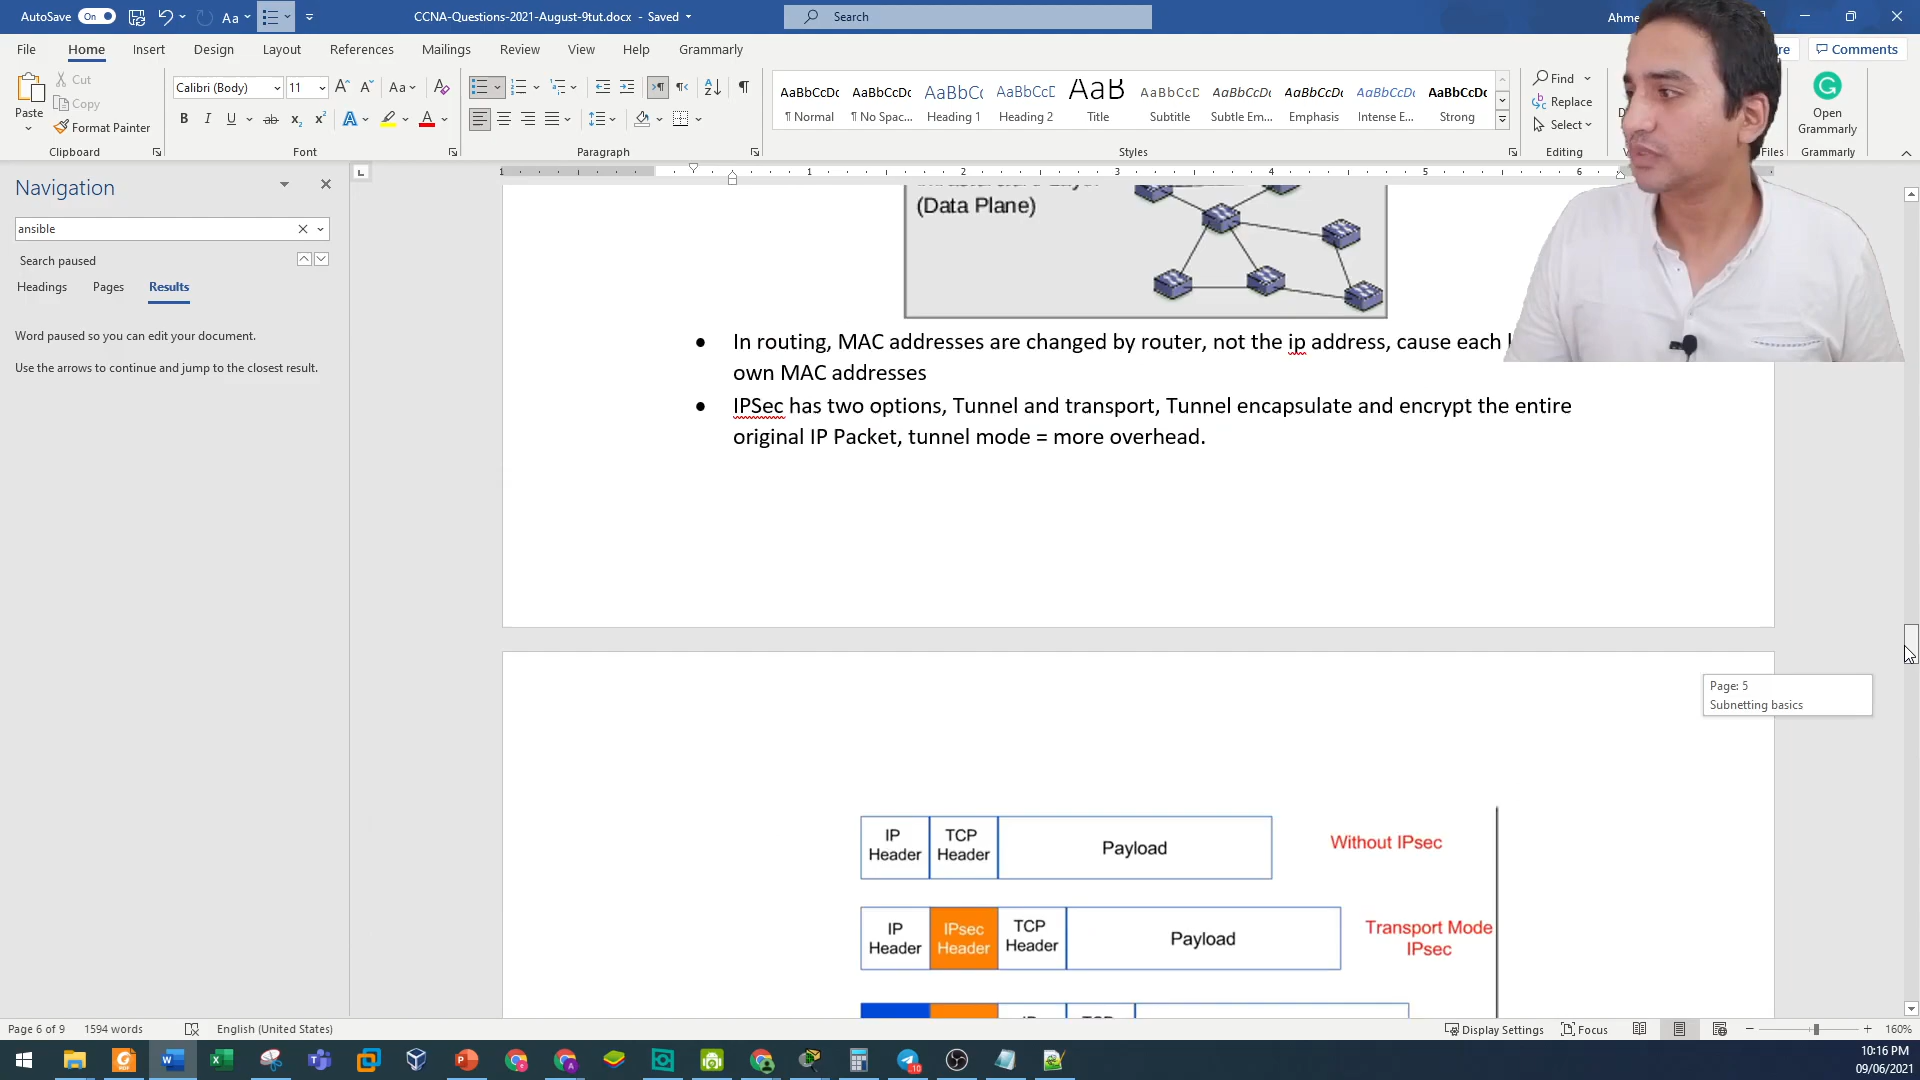 AutoSave On Aa CCNA-Questions-2021-August-9tut.docx - Saved Search Ahme
File Home Insert Design Layout References Mailings Review View Help Grammarly Comments
Paste Cut Copy Format Painter
Calibri (Body) 11
AaBbCcDc AaBbCcDc AaBbCc AaBbCcD AaB AaBbCcD AaBbCcDc AaBbCcDc AaBbCcDc AaBbCcDc
¶ Normal ¶ No Spac... Heading 1 Heading 2 Title Subtitle Subtle Em... Emphasis Intense E... Strong
Find
Replace
Select
Open
Grammarly
Clipboard Font Paragraph Styles Editing Files Grammarly
Navigation
ansible
Search paused
Headings Pages Results
Word paused so you can edit your document.
Use the arrows to continue and jump to the closest result.
(Data Plane)
• In routing, MAC addresses are changed by router, not the ip address, cause each
own MAC addresses
• IPSec has two options, Tunnel and transport, Tunnel encapsulate and encrypt the entire
original IP Packet, tunnel mode = more overhead.
Page: 5
Subnetting basics
IP Header TCP Header Payload Without IPsec
IP Header IPsec Header TCP Header Payload Transport Mode IPsec
Page 6 of 9 1594 words English (United States) Display Settings Focus 160%
10:16 PM
09/06/2021